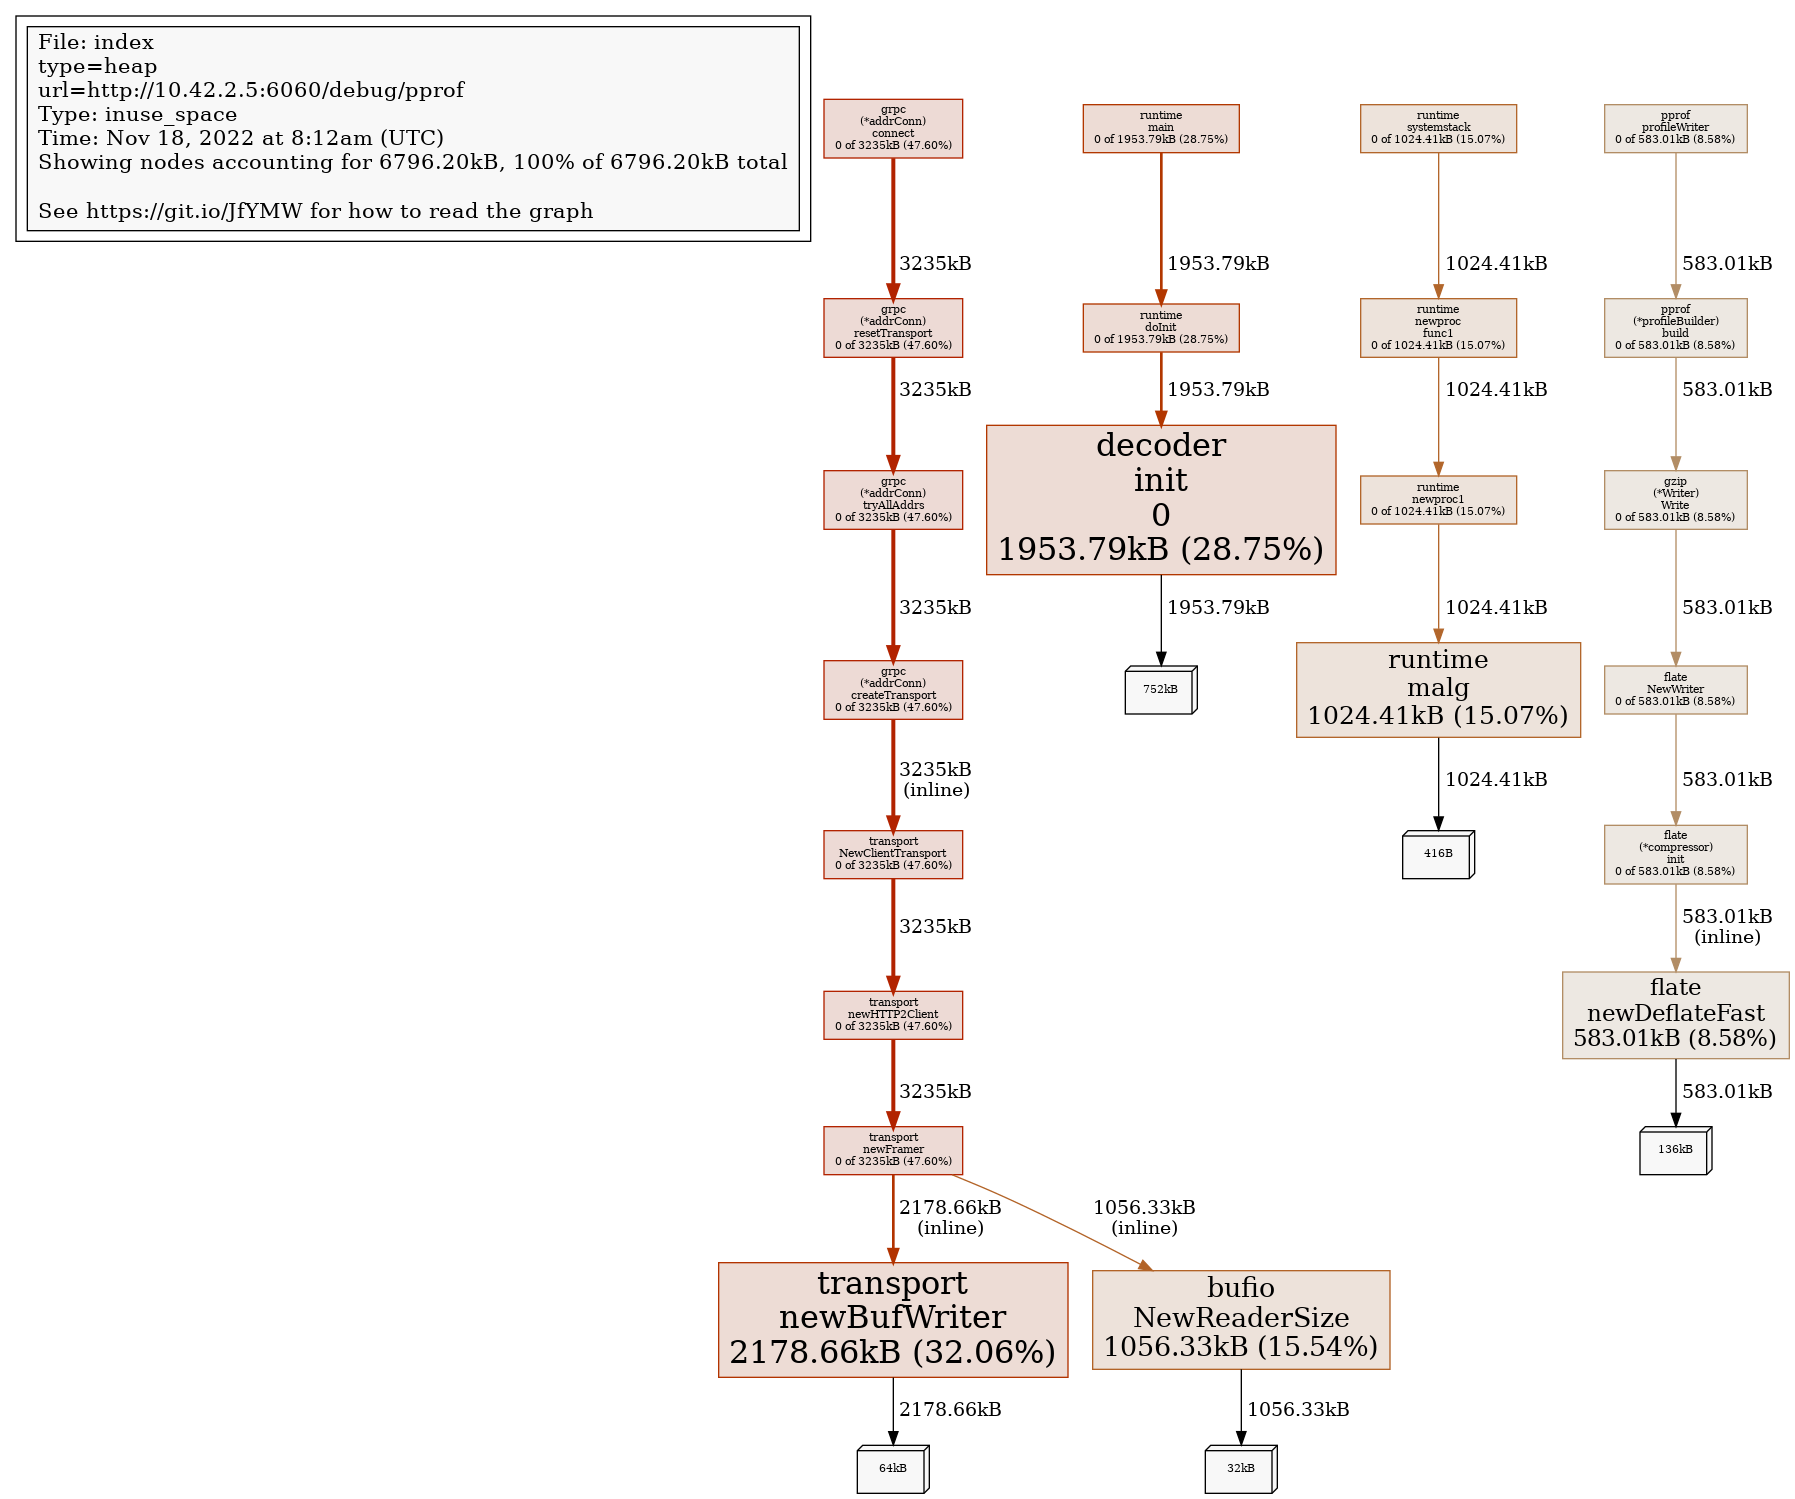 File: index
type=heap
url=http://10.42.2.5:6060/debug/pprof
Type: inuse_space
Time: Nov 18, 2022 at 8:12am (UTC)
Showing nodes accounting for 6796.20kB, 100% of 6796.20kB total
See https://git.io/JfYMW for how to read the graph
grpc
(*addrConn)
connect
0 of 3235kB (47.60%)
3235kB
grpc
(*addrConn)
resetTransport
0 of 3235kB (47.60%)
3235kB
grpc
(*addrConn)
tryAllAddrs
0 of 3235kB (47.60%)
3235kB
grpc
(*addrConn)
createTransport
0 of 3235kB (47.60%)
3235kB
(inline)
transport
NewClientTransport
0 of 3235kB (47.60%)
3235kB
transport
newHTTP2Client
0 of 3235kB (47.60%)
3235kB
transport
newFramer
0 of 3235kB (47.60%)
2178.66kB
(inline)
1056.33kB
(inline)
transport
newBufWriter
2178.66kB (32.06%)
2178.66kB
64kB
bufio
NewReaderSize
1056.33kB (15.54%)
1056.33kB
32kB
runtime
main
0 of 1953.79kB (28.75%)
1953.79kB
runtime
doInit
0 of 1953.79kB (28.75%)
1953.79kB
decoder
init
0
1953.79kB (28.75%)
1953.79kB
752kB
runtime
systemstack
0 of 1024.41kB (15.07%)
1024.41kB
runtime
newproc
func1
0 of 1024.41kB (15.07%)
1024.41kB
runtime
newproc1
0 of 1024.41kB (15.07%)
1024.41kB
runtime
malg
1024.41kB (15.07%)
1024.41kB
416B
pprof
profileWriter
0 of 583.01kB (8.58%)
583.01kB
pprof
(*profileBuilder)
build
0 of 583.01kB (8.58%)
583.01kB
gzip
(*Writer)
Write
0 of 583.01kB (8.58%)
583.01kB
flate
NewWriter
0 of 583.01kB (8.58%)
583.01kB
flate
(*compressor)
init
0 of 583.01kB (8.58%)
583.01kB
(inline)
flate
newDeflateFast
583.01kB (8.58%)
583.01kB
136kB